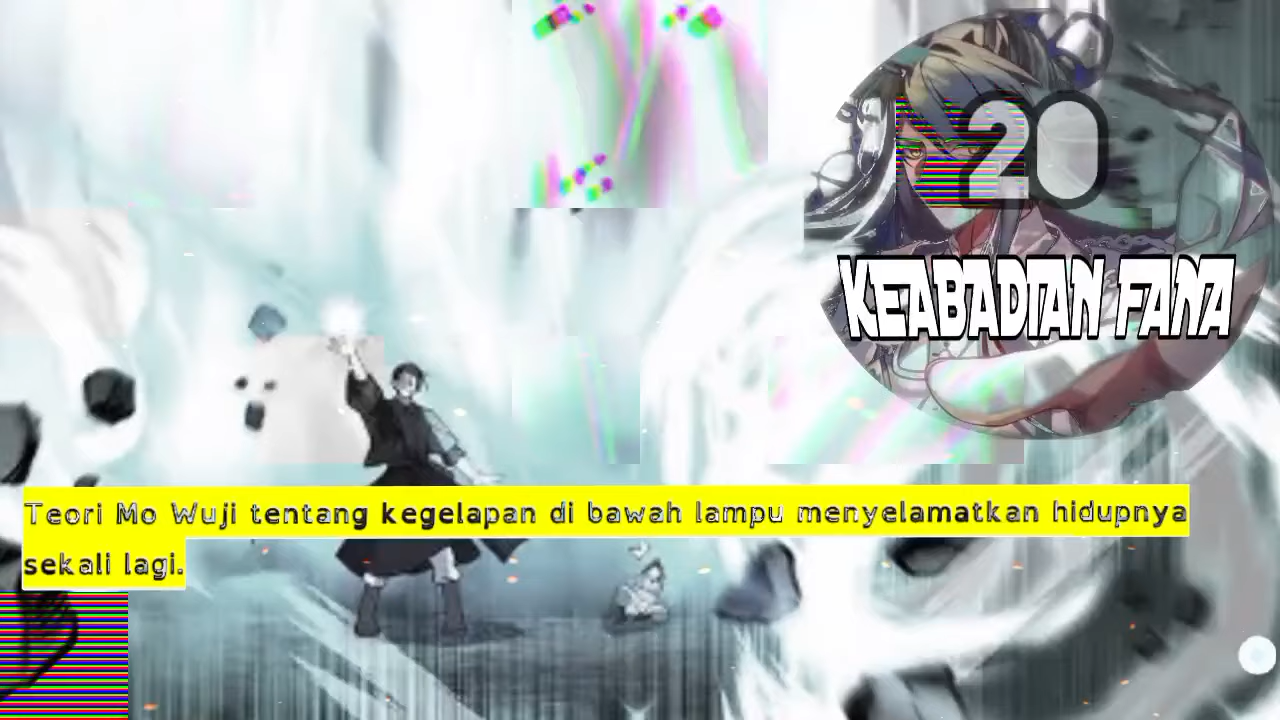 20
KEABADIAN FANA
Teori Mo Wuji tentang kegelapan di bawah lampu menyelamatkan hidupnya
sekali lagi.